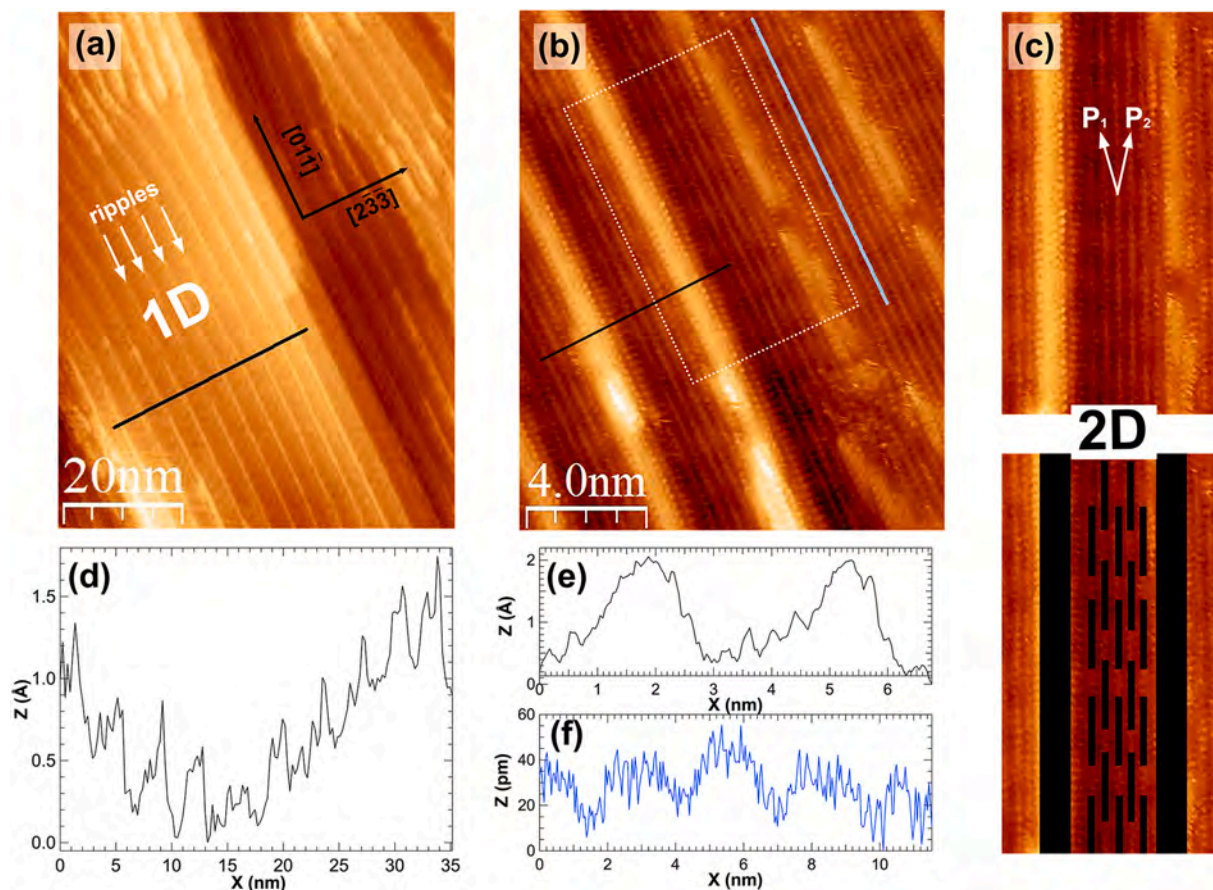 (a)
[011̄]
[23̄3̄]
ripples
1D
20nm
(b)
4.0nm
(c)
P₁ P₂
2D
(d)
1.5
1.0
0.5
0.0
Z (Å)
0 5 10 15 20 25 30 35
X (nm)
(e)
2
1
0
Z (Å)
0 1 2 3 4 5 6
X (nm)
(f)
60
40
20
0
Z (pm)
0 2 4 6 8 10
X (nm)